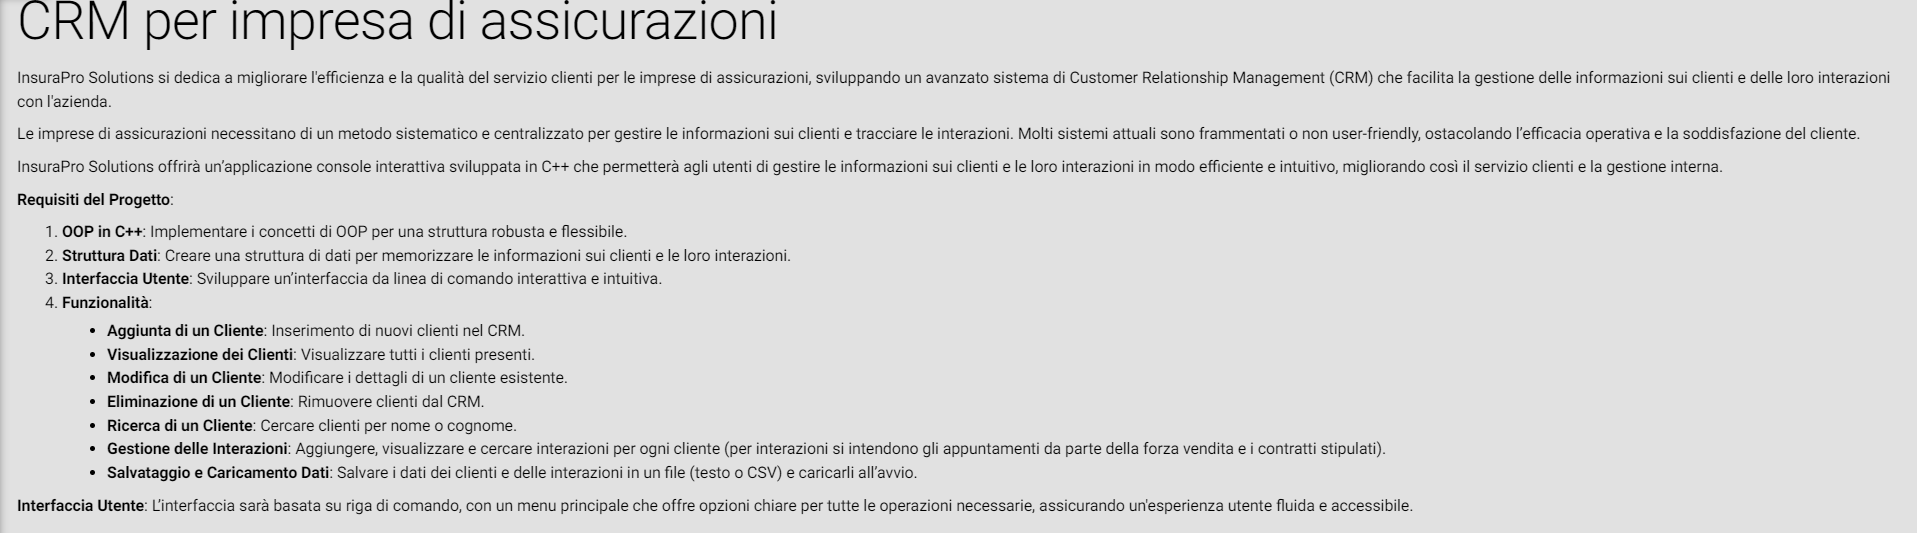 CRM per impresa di assicurazioni
InsuraPro Solutions si dedica a migliorare l'efficienza e la qualità del servizio clienti per le imprese di assicurazioni, sviluppando un avanzato sistema di Customer Relationship Management (CRM) che facilita la gestione delle informazioni sui clienti e delle loro interazioni
con l'azienda.
Le imprese di assicurazioni necessitano di un metodo sistematico e centralizzato per gestire le informazioni sui clienti e tracciare le interazioni. Molti sistemi attuali sono frammentati o non user-friendly, ostacolando l’efficacia operativa e la soddisfazione del cliente.
InsuraPro Solutions offrirà un’applicazione console interattiva sviluppata in C++ che permetterà agli utenti di gestire le informazioni sui clienti e le loro interazioni in modo efficiente e intuitivo, migliorando così il servizio clienti e la gestione interna.
Requisiti del Progetto:
1. OOP in C++: Implementare i concetti di OOP per una struttura robusta e flessibile.
2. Struttura Dati: Creare una struttura di dati per memorizzare le informazioni sui clienti e le loro interazioni.
3. Interfaccia Utente: Sviluppare un’interfaccia da linea di comando interattiva e intuitiva.
4. Funzionalità:
• Aggiunta di un Cliente: Inserimento di nuovi clienti nel CRM.
• Visualizzazione dei Clienti: Visualizzare tutti i clienti presenti.
• Modifica di un Cliente: Modificare i dettagli di un cliente esistente.
• Eliminazione di un Cliente: Rimuovere clienti dal CRM.
• Ricerca di un Cliente: Cercare clienti per nome o cognome.
• Gestione delle Interazioni: Aggiungere, visualizzare e cercare interazioni per ogni cliente (per interazioni si intendono gli appuntamenti da parte della forza vendita e i contratti stipulati).
• Salvataggio e Caricamento Dati: Salvare i dati dei clienti e delle interazioni in un file (testo o CSV) e caricarli all’avvio.
Interfaccia Utente: L’interfaccia sarà basata su riga di comando, con un menu principale che offre opzioni chiare per tutte le operazioni necessarie, assicurando un'esperienza utente fluida e accessibile.